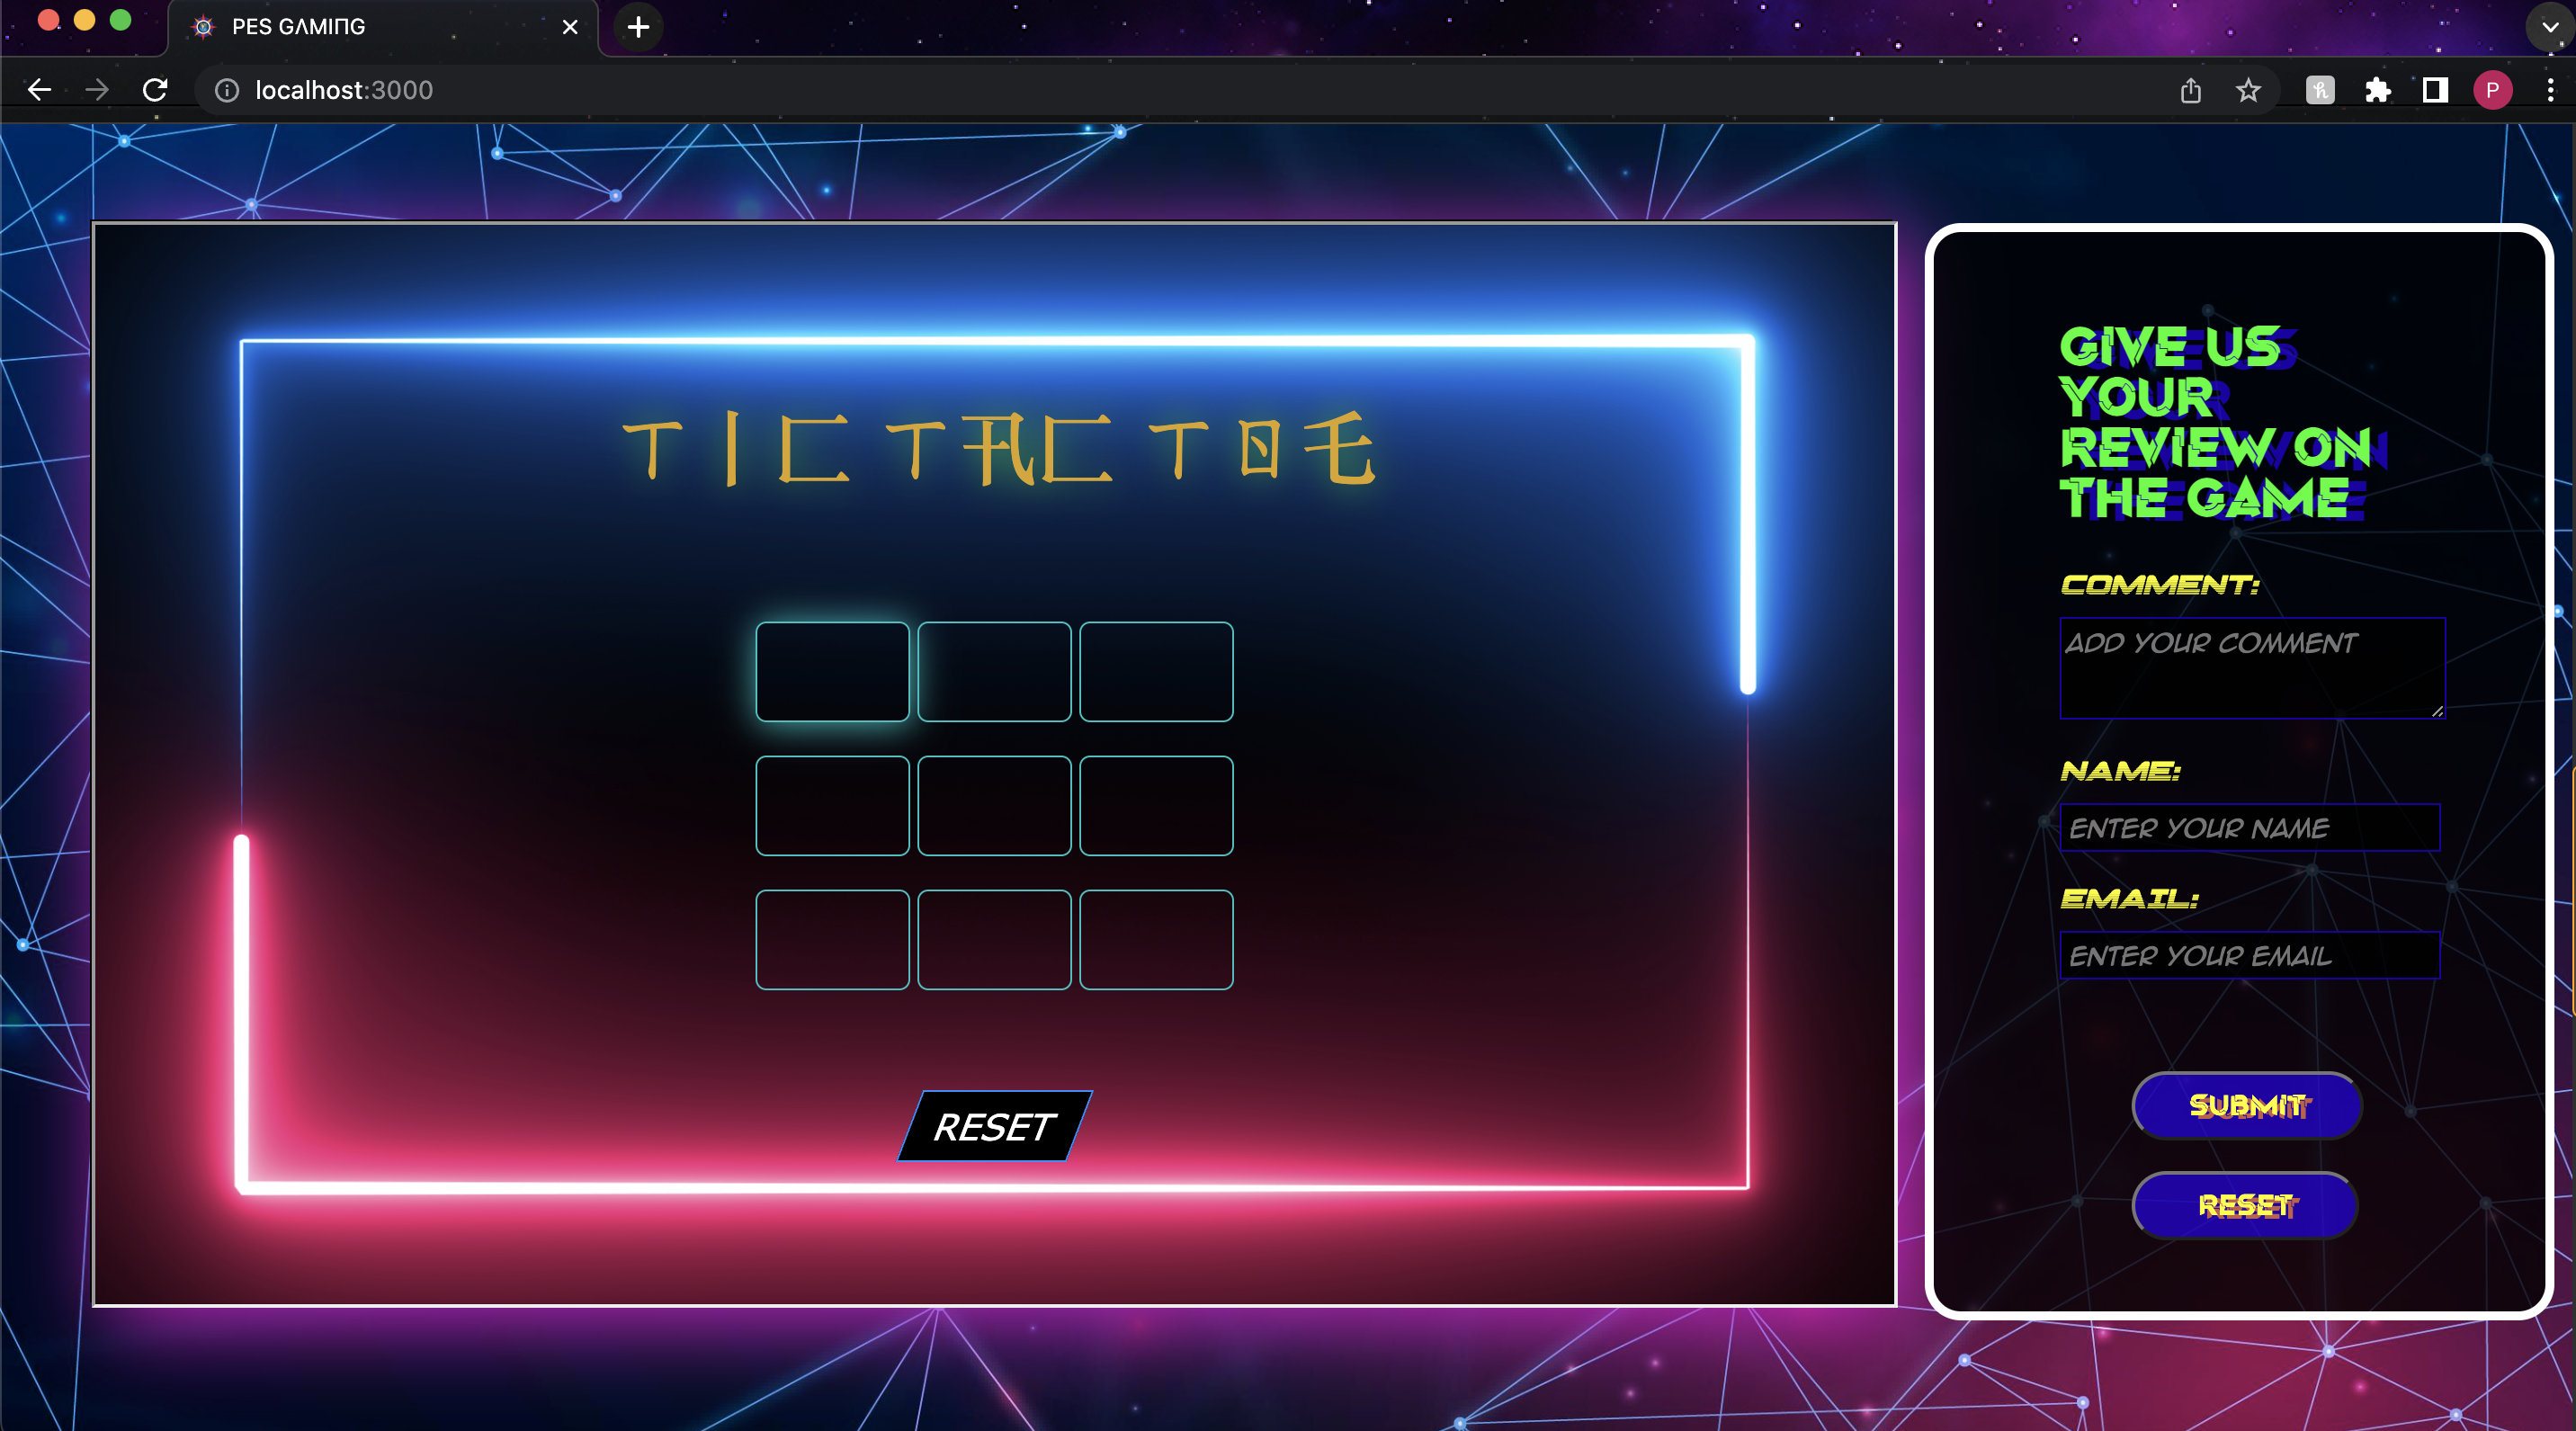 PES GΛMIПG
localhost:3000
TIC TAC TOE
GIVE US
YOUR
REVIEW ON
THE GAME
COMMENT:
ADD YOUR COMMENT
NAME:
ENTER YOUR NAME
EMAIL:
ENTER YOUR EMAIL
SUBMIT
RESET
RESET
P